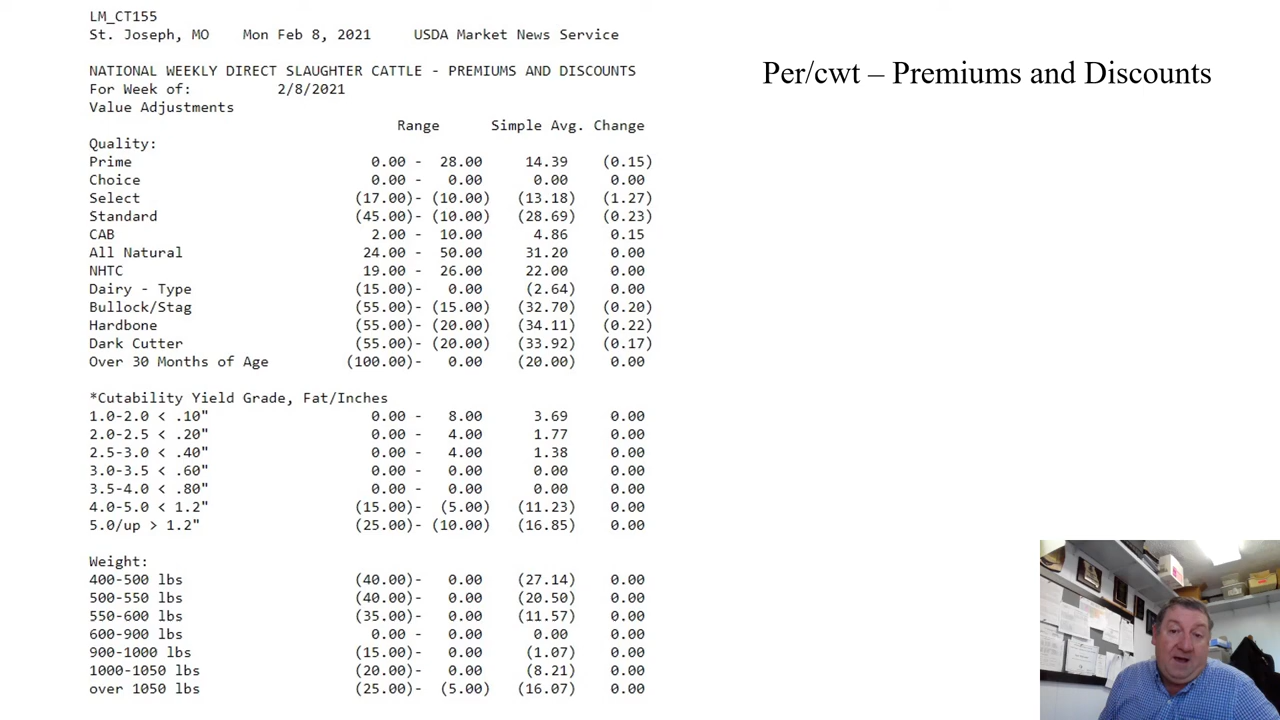 LM_CT155
St. Joseph, MO    Mon Feb 8, 2021     USDA Market News Service
Per/cwt – Premiums and Discounts
NATIONAL WEEKLY DIRECT SLAUGHTER CATTLE - PREMIUMS AND DISCOUNTS
For Week of:        2/8/2021
Value Adjustments
Range      Simple Avg. Change
Quality:
Prime      0.00 -  28.00     14.39    (0.15)
Choice     0.00 -   0.00      0.00     0.00
Select     (17.00)- (10.00)   (13.18)   (1.27)
Standard   (45.00)- (10.00)   (28.69)   (0.23)
CAB        2.00 -  10.00      4.86     0.15
All Natural   24.00 -  50.00     31.20     0.00
NHTC       19.00 -  26.00     22.00     0.00
Dairy - Type   (15.00)-   0.00     (2.64)    0.00
Bullock/Stag   (55.00)- (15.00)   (32.70)   (0.20)
Hardbone   (55.00)- (20.00)   (34.11)   (0.22)
Dark Cutter   (55.00)- (20.00)   (33.92)   (0.17)
Over 30 Months of Age   (100.00)-   0.00    (20.00)    0.00
*Cutability Yield Grade, Fat/Inches
1.0-2.0 < .10"   0.00 -   8.00      3.69     0.00
2.0-2.5 < .20"   0.00 -   4.00      1.77     0.00
2.5-3.0 < .40"   0.00 -   4.00      1.38     0.00
3.0-3.5 < .60"   0.00 -   0.00      0.00     0.00
3.5-4.0 < .80"   0.00 -   0.00      0.00     0.00
4.0-5.0 < 1.2"   (15.00)-  (5.00)   (11.23)    0.00
5.0/up > 1.2"   (25.00)- (10.00)   (16.85)    0.00
Weight:
400-500 lbs   (40.00)-   0.00    (27.14)    0.00
500-550 lbs   (40.00)-   0.00    (20.50)    0.00
550-600 lbs   (35.00)-   0.00    (11.57)    0.00
600-900 lbs   0.00 -   0.00      0.00     0.00
900-1000 lbs   (15.00)-   0.00     (1.07)    0.00
1000-1050 lbs   (20.00)-   0.00     (8.21)    0.00
over 1050 lbs   (25.00)-  (5.00)   (16.07)    0.00